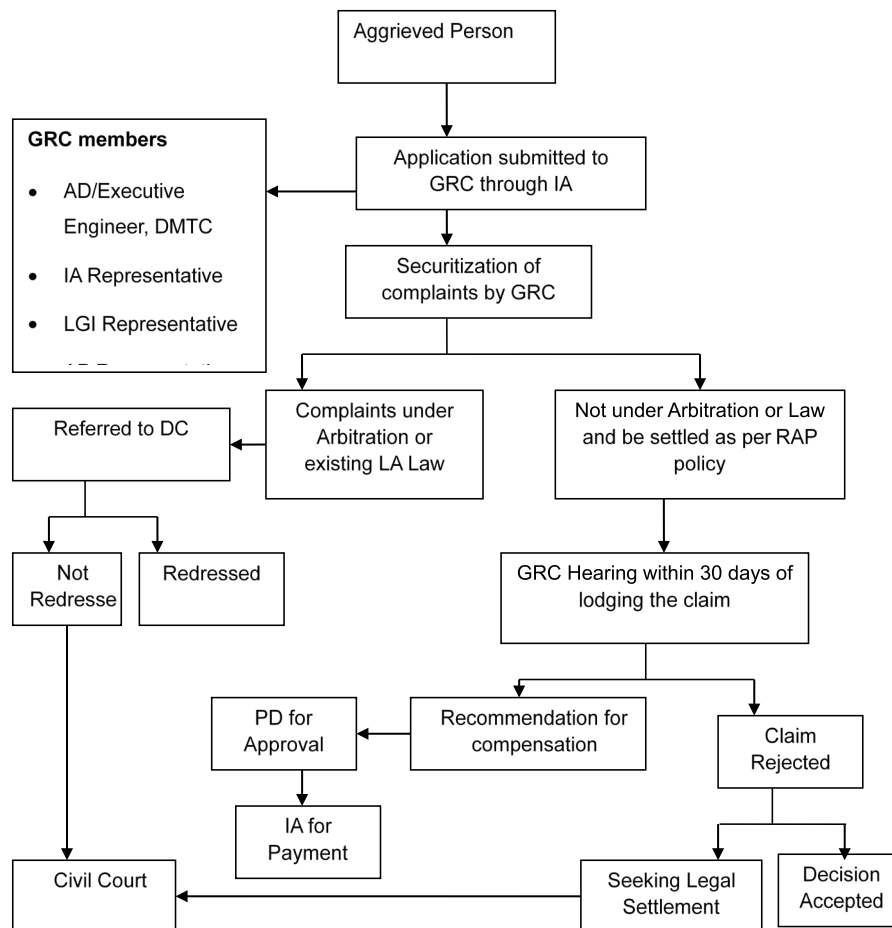 Aggrieved Person
GRC members
• AD/Executive
Engineer, DMTC
• IA Representative
• LGI Representative
Application submitted to
GRC through IA
Securitization of
complaints by GRC
Complaints under
Arbitration or
existing LA Law
Not under Arbitration or Law
and be settled as per RAP
policy
Referred to DC
Not
Redresse
Redressed
GRC Hearing within 30 days of
lodging the claim
PD for
Approval
Recommendation for
compensation
Claim
Rejected
IA for
Payment
Civil Court
Seeking Legal
Settlement
Decision
Accepted